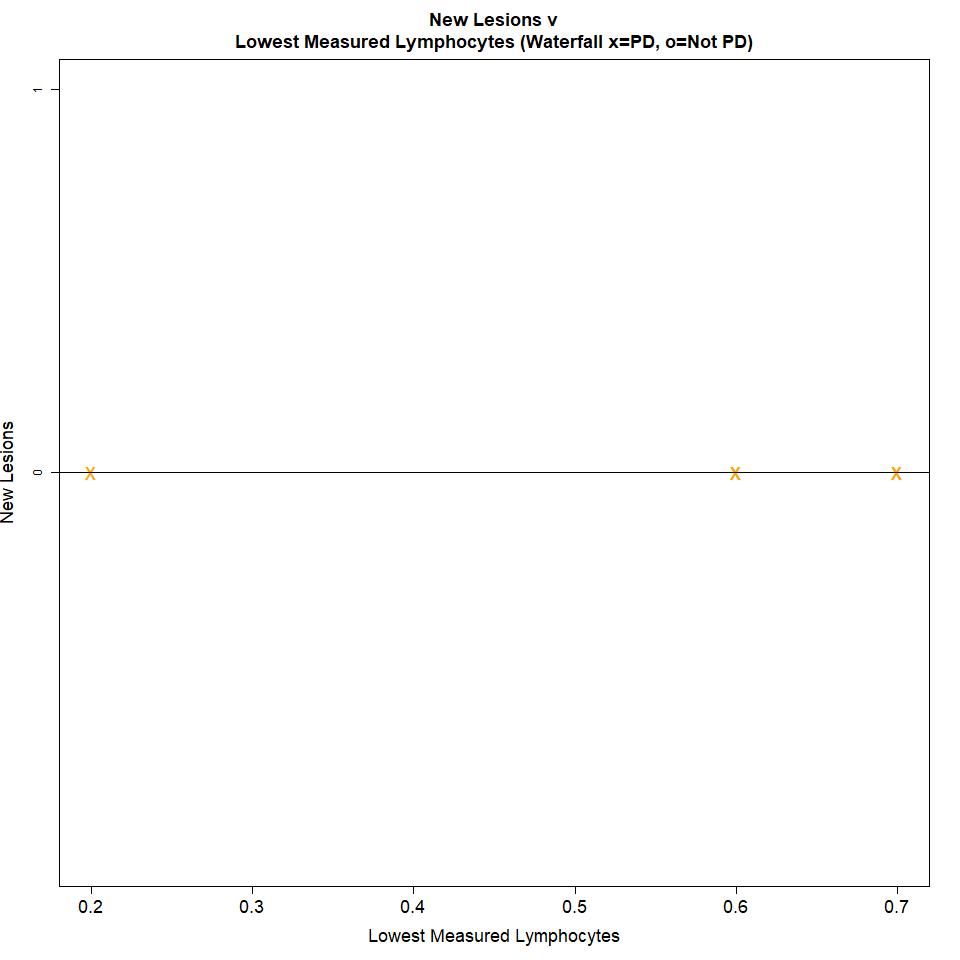 New Lesions v
Lowest Measured Lymphocytes (Waterfall x=PD, o=Not PD)
1
0
New Lesions
x x x
0.2 0.3 0.4 0.5 0.6 0.7
Lowest Measured Lymphocytes